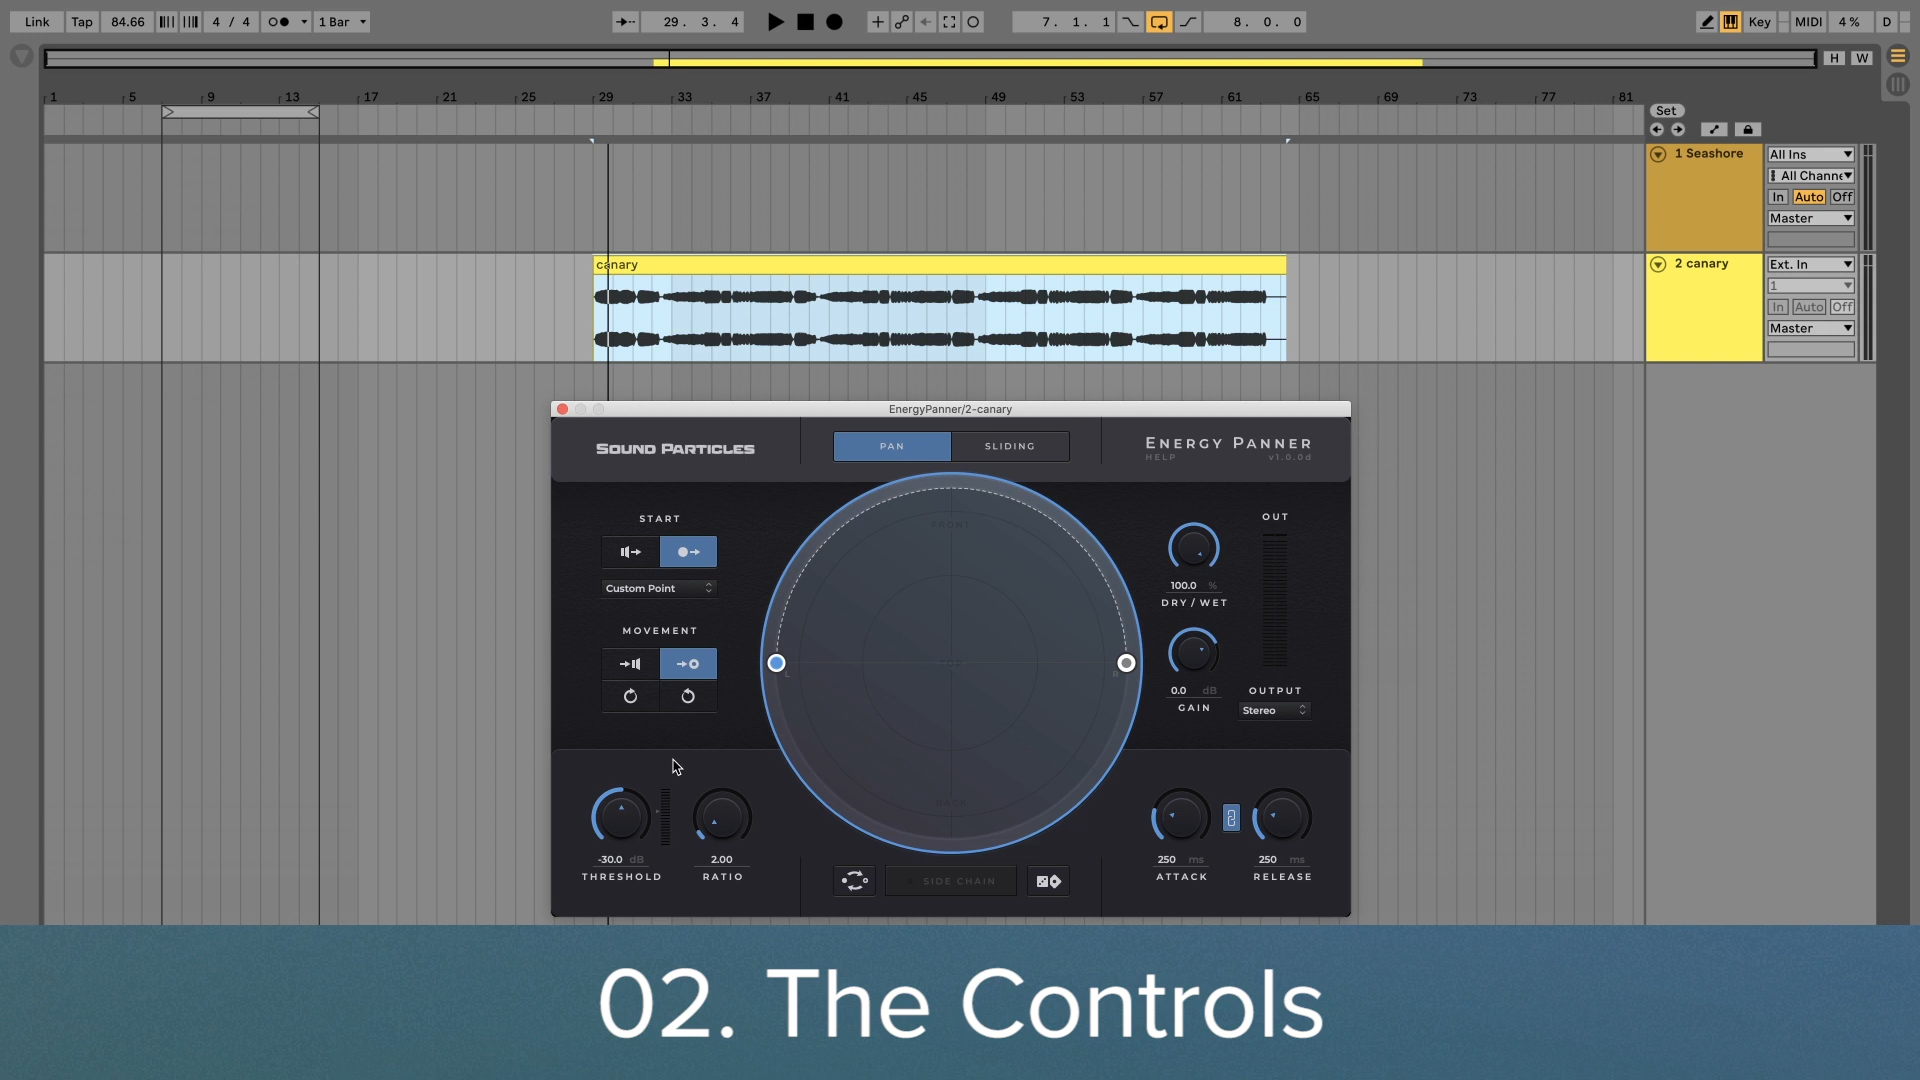 Link Tap 84.66 4 / 4 1 Bar 29. 3. 4 7. 1. 1 8. 0. 0 Key MIDI 4 % D
H W
1 5 9 13 17 21 25 29 33 37 41 45 49 53 57 61 65 69 73 77 81
Set
1 Seashore All Ins
All Channe
In Auto Off
Master
canary
2 canary Ext. In
1
In Auto Off
Master
EnergyPanner/2-canary
SOUND PARTICLES PAN SLIDING ENERGY PANNER
HELP v1.0.0d
START OUT
FRONT
Custom Point 100.0 %
DRY / WET
MOVEMENT
TOP
L R
0.0 dB OUTPUT
GAIN Stereo
BACK
-30.0 dB 2.00 250 ms 250 ms
THRESHOLD RATIO ATTACK RELEASE
SIDE CHAIN
02. The Controls